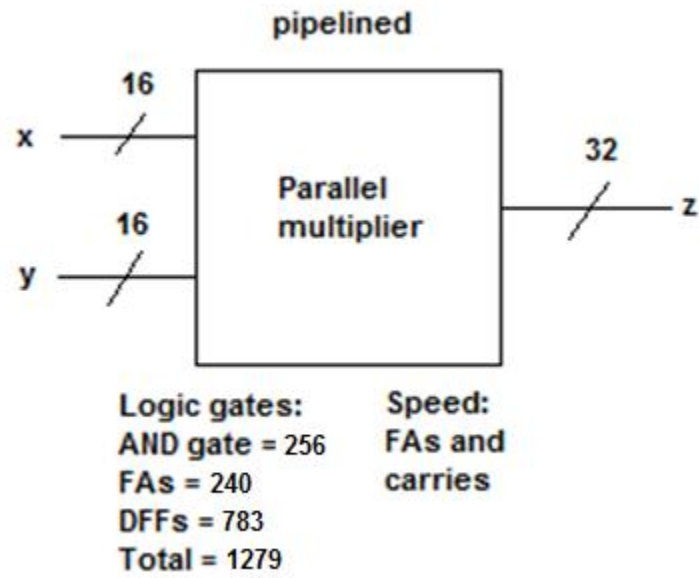 pipelined
16
x
Parallel
multiplier
32
z
16
y
Logic gates:
AND gate = 256
FAs = 240
DFFs = 783
Total = 1279
Speed:
FAs and
carries